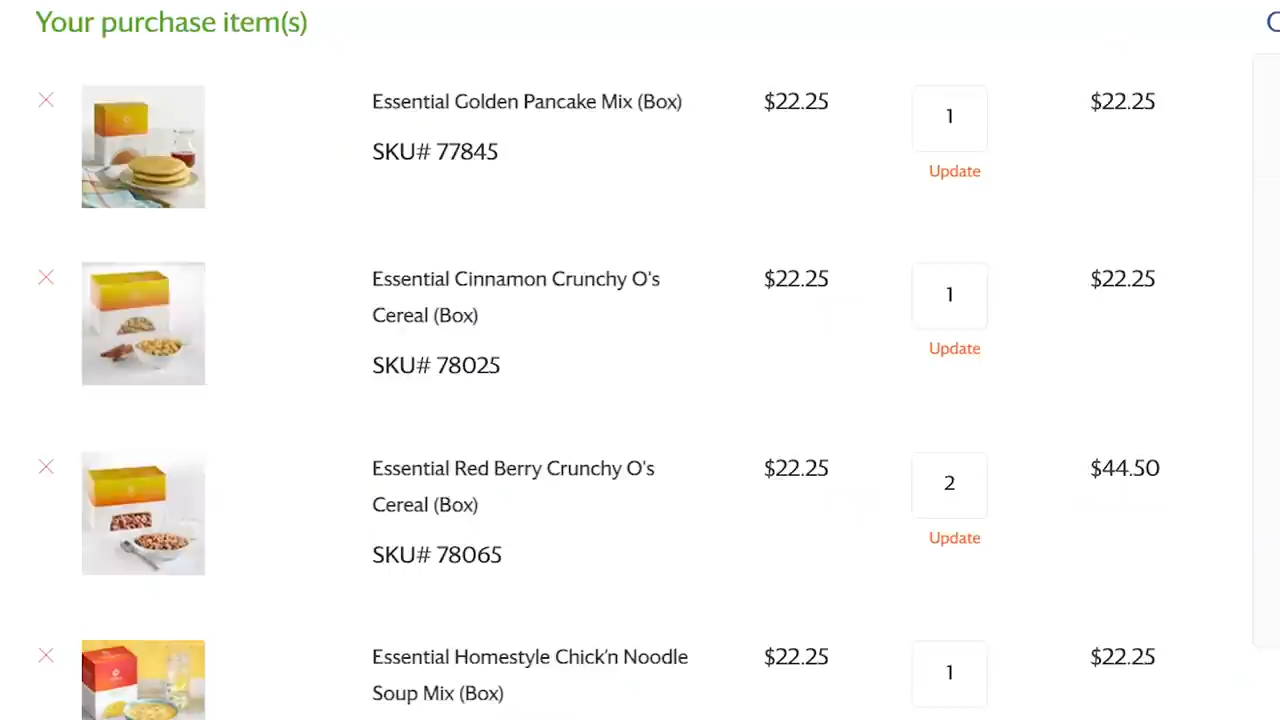 Your purchase item(s)
Essential Golden Pancake Mix (Box) $22.25 1 $22.25
SKU# 77845
Update
Essential Cinnamon Crunchy O's $22.25 1 $22.25
Cereal (Box)
Update
SKU# 78025
Essential Red Berry Crunchy O's $22.25 2 $44.50
Cereal (Box)
Update
SKU# 78065
Essential Homestyle Chick'n Noodle $22.25 1 $22.25
Soup Mix (Box)